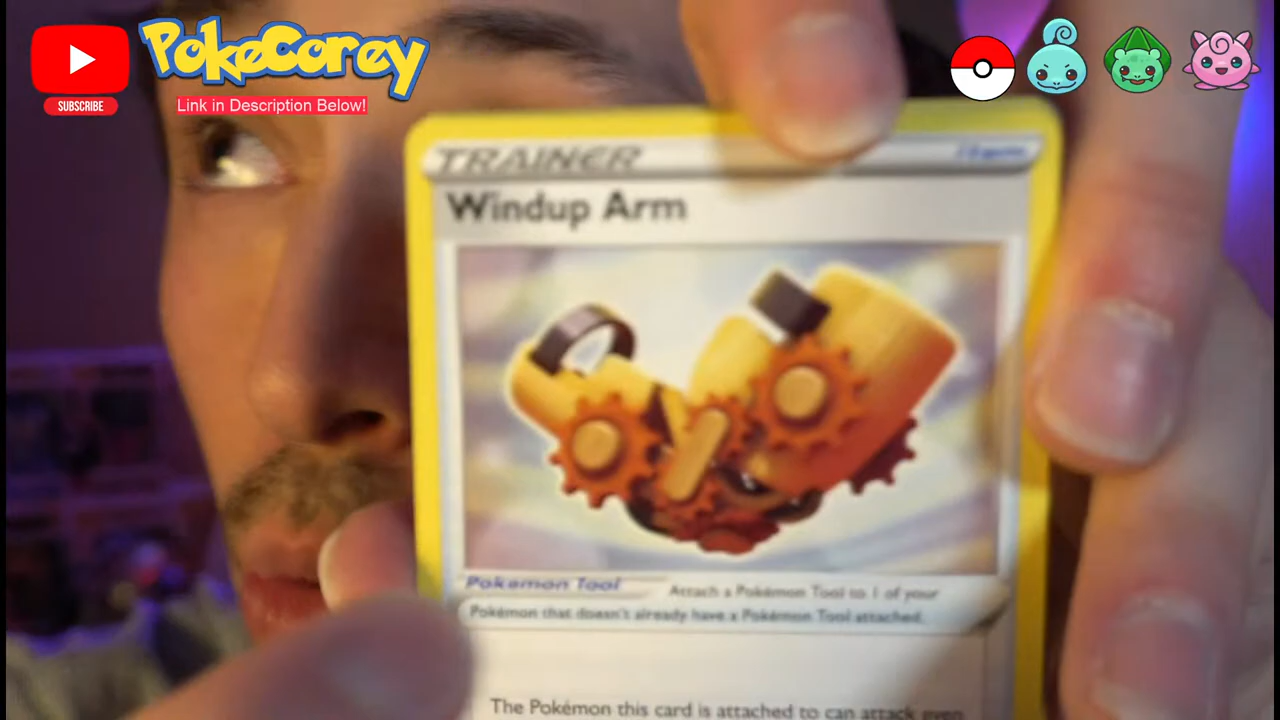 PokeCorey
SUBSCRIBE
Link in Description Below!
TRAINER
Windup Arm
Pokémon Tool Attach a Pokémon Tool to 1 of your
Pokémon that doesn't already have a Pokémon Tool attached.
The Pokémon this card is attached to can attack even